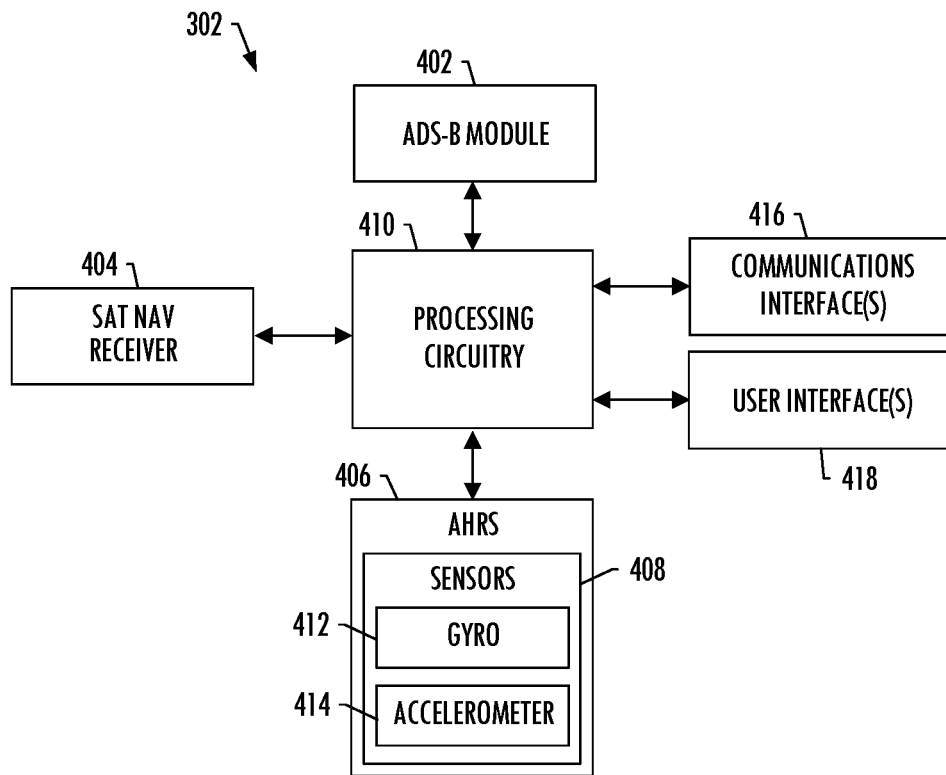 302
402
ADS-B MODULE
410
416
404
COMMUNICATIONS
INTERFACE(S)
SAT NAV
RECEIVER
PROCESSING
CIRCUITRY
USER INTERFACE(S)
406
418
AHRS
SENSORS
408
412
GYRO
414
ACCELEROMETER